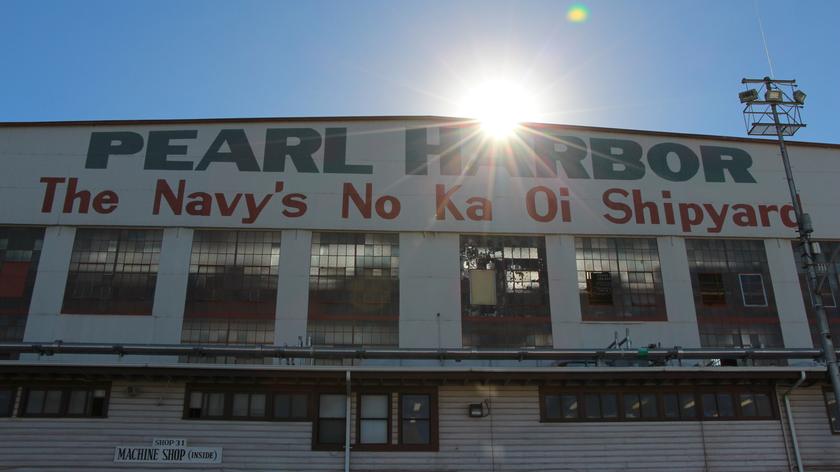 PEARL HARBOR
The Navy's No Ka Oi Shipyard
SHOP 31
MACHINE SHOP (INSIDE)